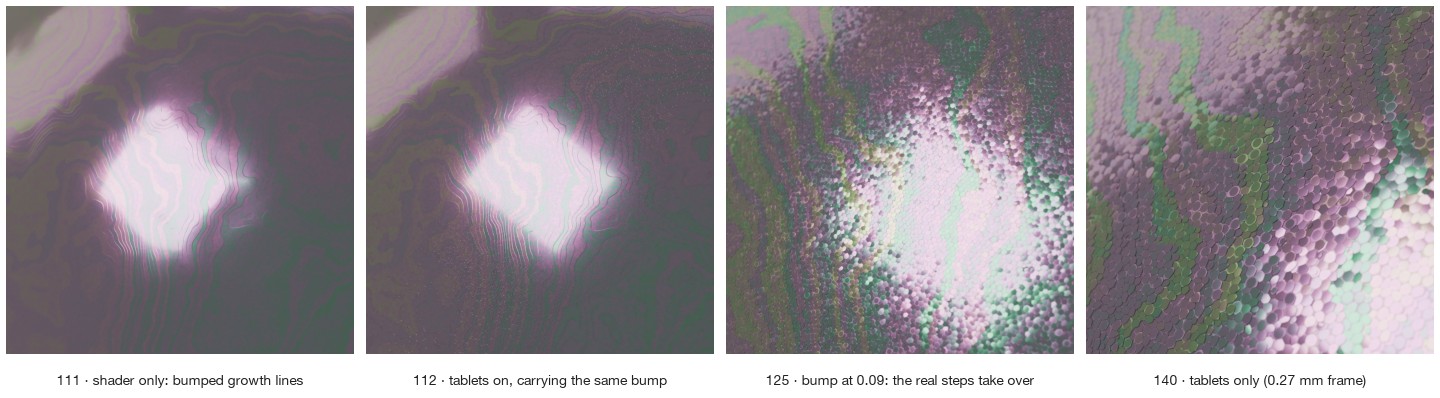 111 · shader only: bumped growth lines
112 · tablets on, carrying the same bump
125 · bump at 0.09: the real steps take over
140 · tablets only (0.27 mm frame)